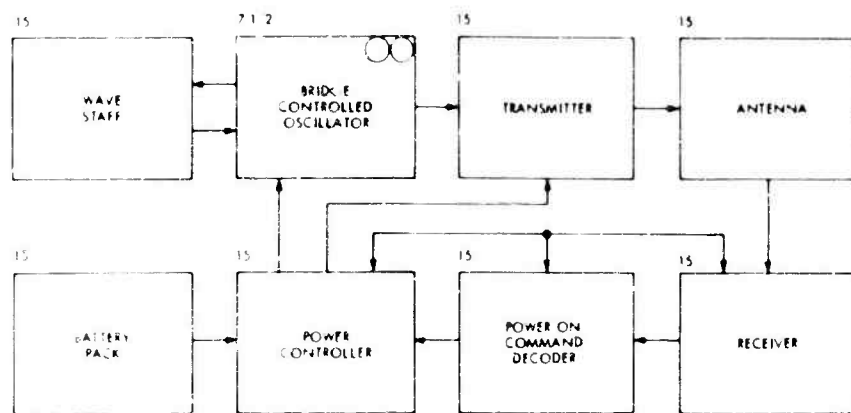 15
7.1.2
15
15
WAVE
STAFF
BRIDGE
CONTROLLED
OSCILLATOR
TRANSMITTER
ANTENNA
15
15
15
15
BATTERY
PACK
POWER
CONTROLLER
POWER ON
COMMAND
DECODER
RECEIVER